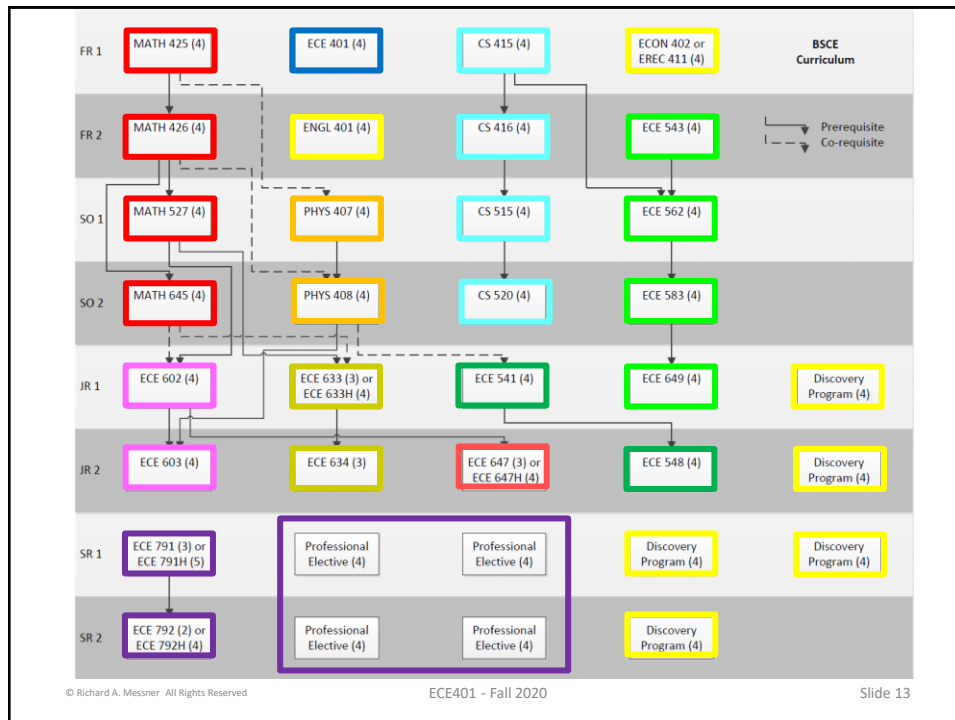 FR 1
MATH 425 (4)
ECE 401 (4)
CS 415 (4)
ECON 402 or
EREC 411 (4)
BSCE
Curriculum
FR 2
MATH 426 (4)
ENGL 401 (4)
CS 416 (4)
ECE 543 (4)
Prerequisite
Co-requisite
SO 1
MATH 527 (4)
PHYS 407 (4)
CS 515 (4)
ECE 562 (4)
SO 2
MATH 645 (4)
PHYS 408 (4)
CS 520 (4)
ECE 583 (4)
JR 1
ECE 602 (4)
ECE 633 (3) or
ECE 633H (4)
ECE 541 (4)
ECE 649 (4)
Discovery
Program (4)
JR 2
ECE 603 (4)
ECE 634 (3)
ECE 647 (3) or
ECE 647H (4)
ECE 548 (4)
Discovery
Program (4)
SR 1
ECE 791 (3) or
ECE 791H (5)
Professional
Elective (4)
Professional
Elective (4)
Discovery
Program (4)
Discovery
Program (4)
SR 2
ECE 792 (2) or
ECE 792H (4)
Professional
Elective (4)
Professional
Elective (4)
Discovery
Program (4)
© Richard A. Messner All Rights Reserved
ECE401 - Fall 2020
Slide 13